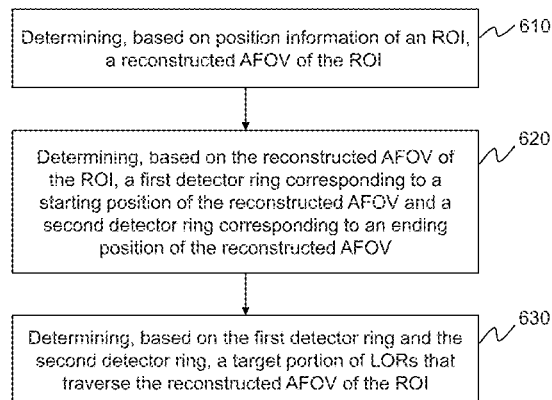 610
Determining, based on position information of an ROI,
a reconstructed AFOV of the ROI
620
Determining, based on the reconstructed AFOV of
the ROI, a first detector ring corresponding to a
starting position of the reconstructed AFOV and a
second detector ring corresponding to an ending
position of the reconstructed AFOV
630
Determining, based on the first detector ring and the
second detector ring, a target portion of LORs that
traverse the reconstructed AFOV of the ROI